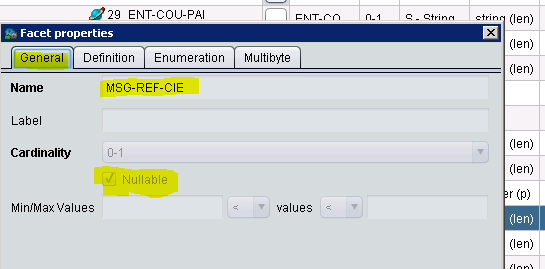 29 ENT-COU-PAI ENT-CO... 0-1 S - String string (len)
Facet properties (len)
(len)
General Definition Enumeration Multibyte
Name MSG-REF-CIE
Label (len)
Cardinality 0-1 (len)
Nullable er (p)
Min/Max Values < values < (len)
(len)
(len)